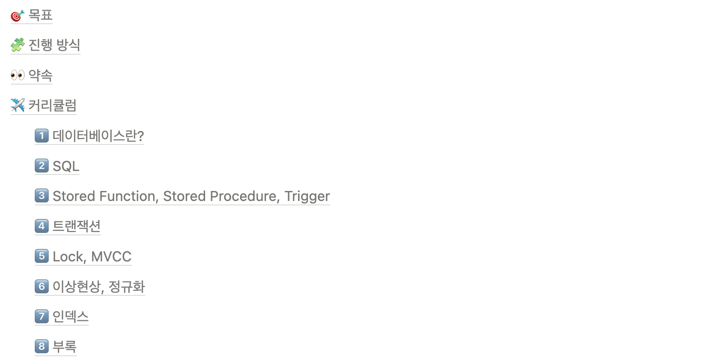 🎯 목표
🧩 진행 방식
👀 약속
✈️ 커리큘럼
1️⃣ 데이터베이스란?
2️⃣ SQL
3️⃣ Stored Function, Stored Procedure, Trigger
4️⃣ 트랜잭션
5️⃣ Lock, MVCC
6️⃣ 이상현상, 정규화
7️⃣ 인덱스
8️⃣ 부록